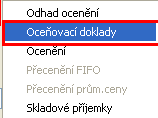 Odhad ocenění
Oceňovací doklady
Ocenění
Přecenění FIFO
Přecenění prům.ceny
Skladové příjemky